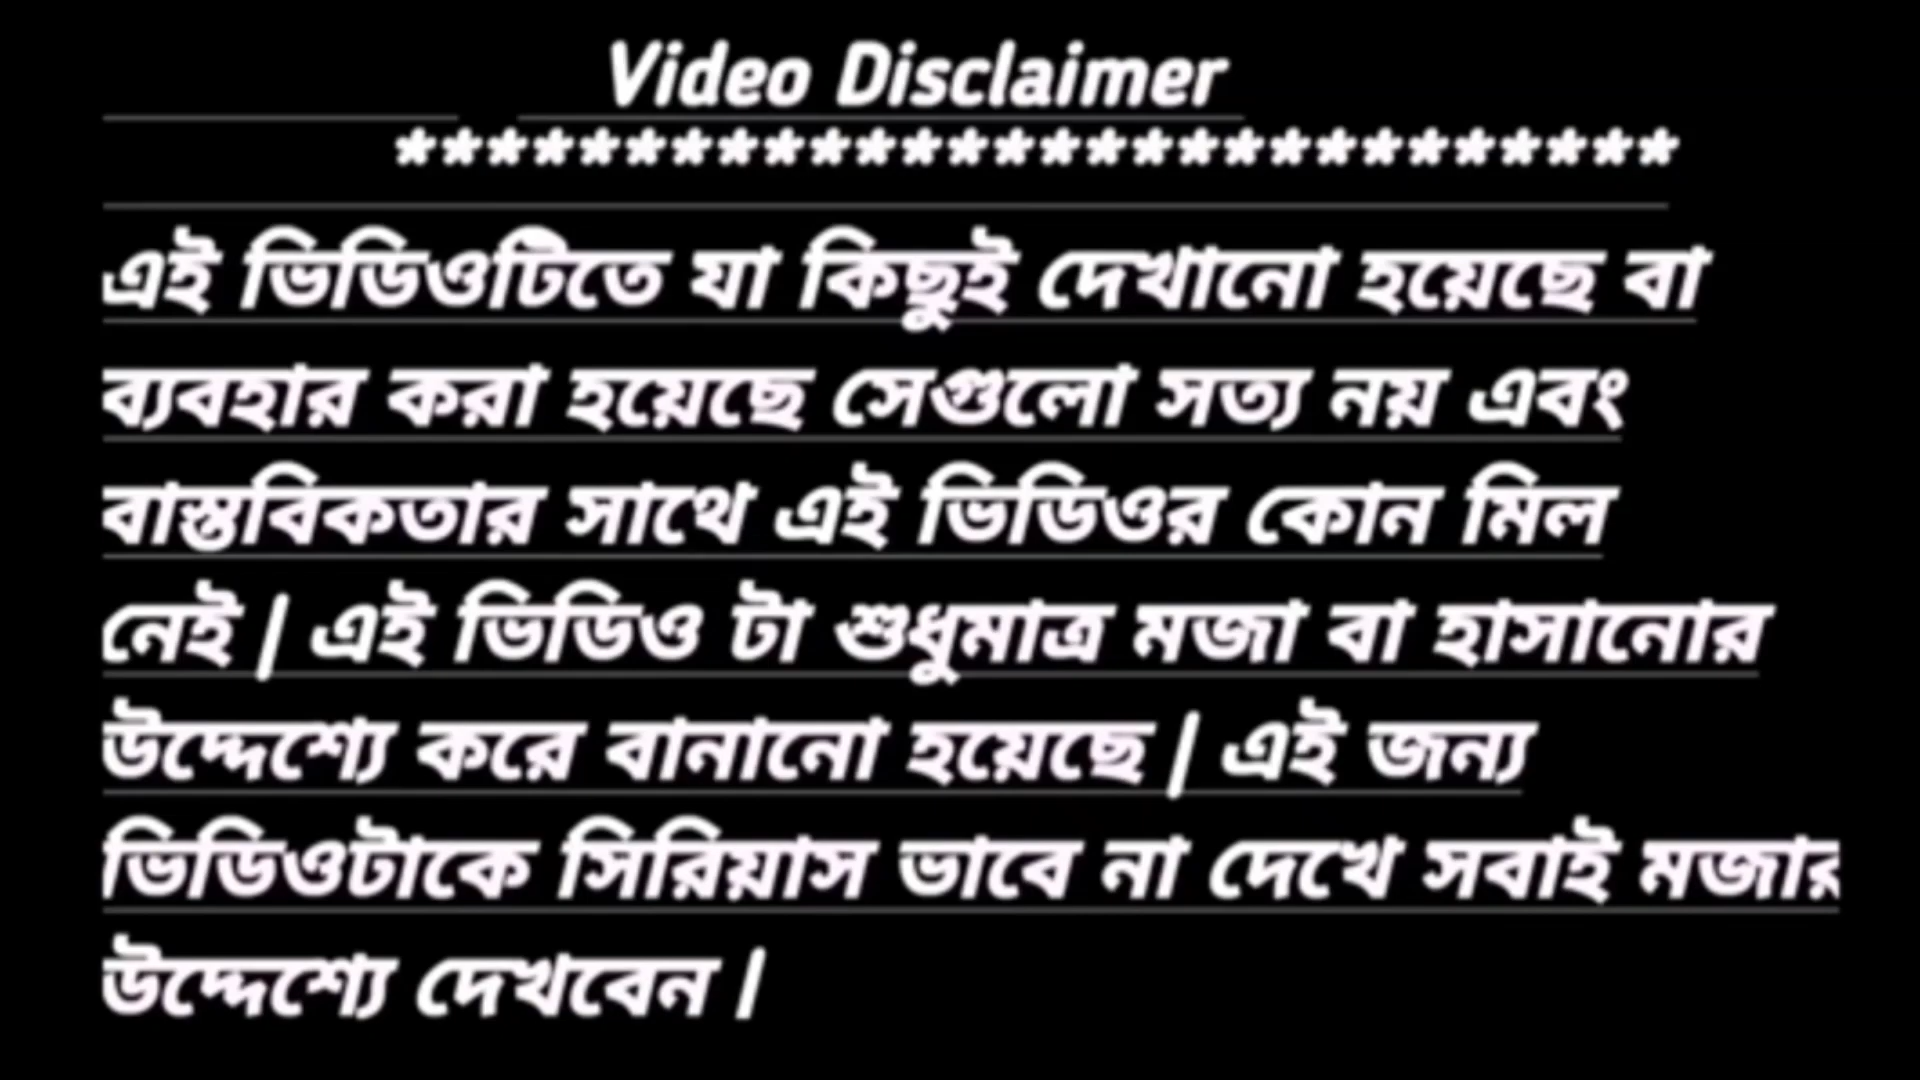 Video Disclaimer
****************************
এই ভিডিওটিতে যা কিছুই দেখানো হয়েছে বা
ব্যবহার করা হয়েছে সেগুলো সত্য নয় এবং
বাস্তবিকতার সাথে এই ভিডিওর কোন মিল
নেই | এই ভিডিও টা শুধুমাত্র মজা বা হাসানোর
উদ্দেশ্যে করে বানানো হয়েছে | এই জন্য
ভিডিওটাকে সিরিয়াস ভাবে না দেখে সবাই মজার
উদ্দেশ্যে দেখবেন |